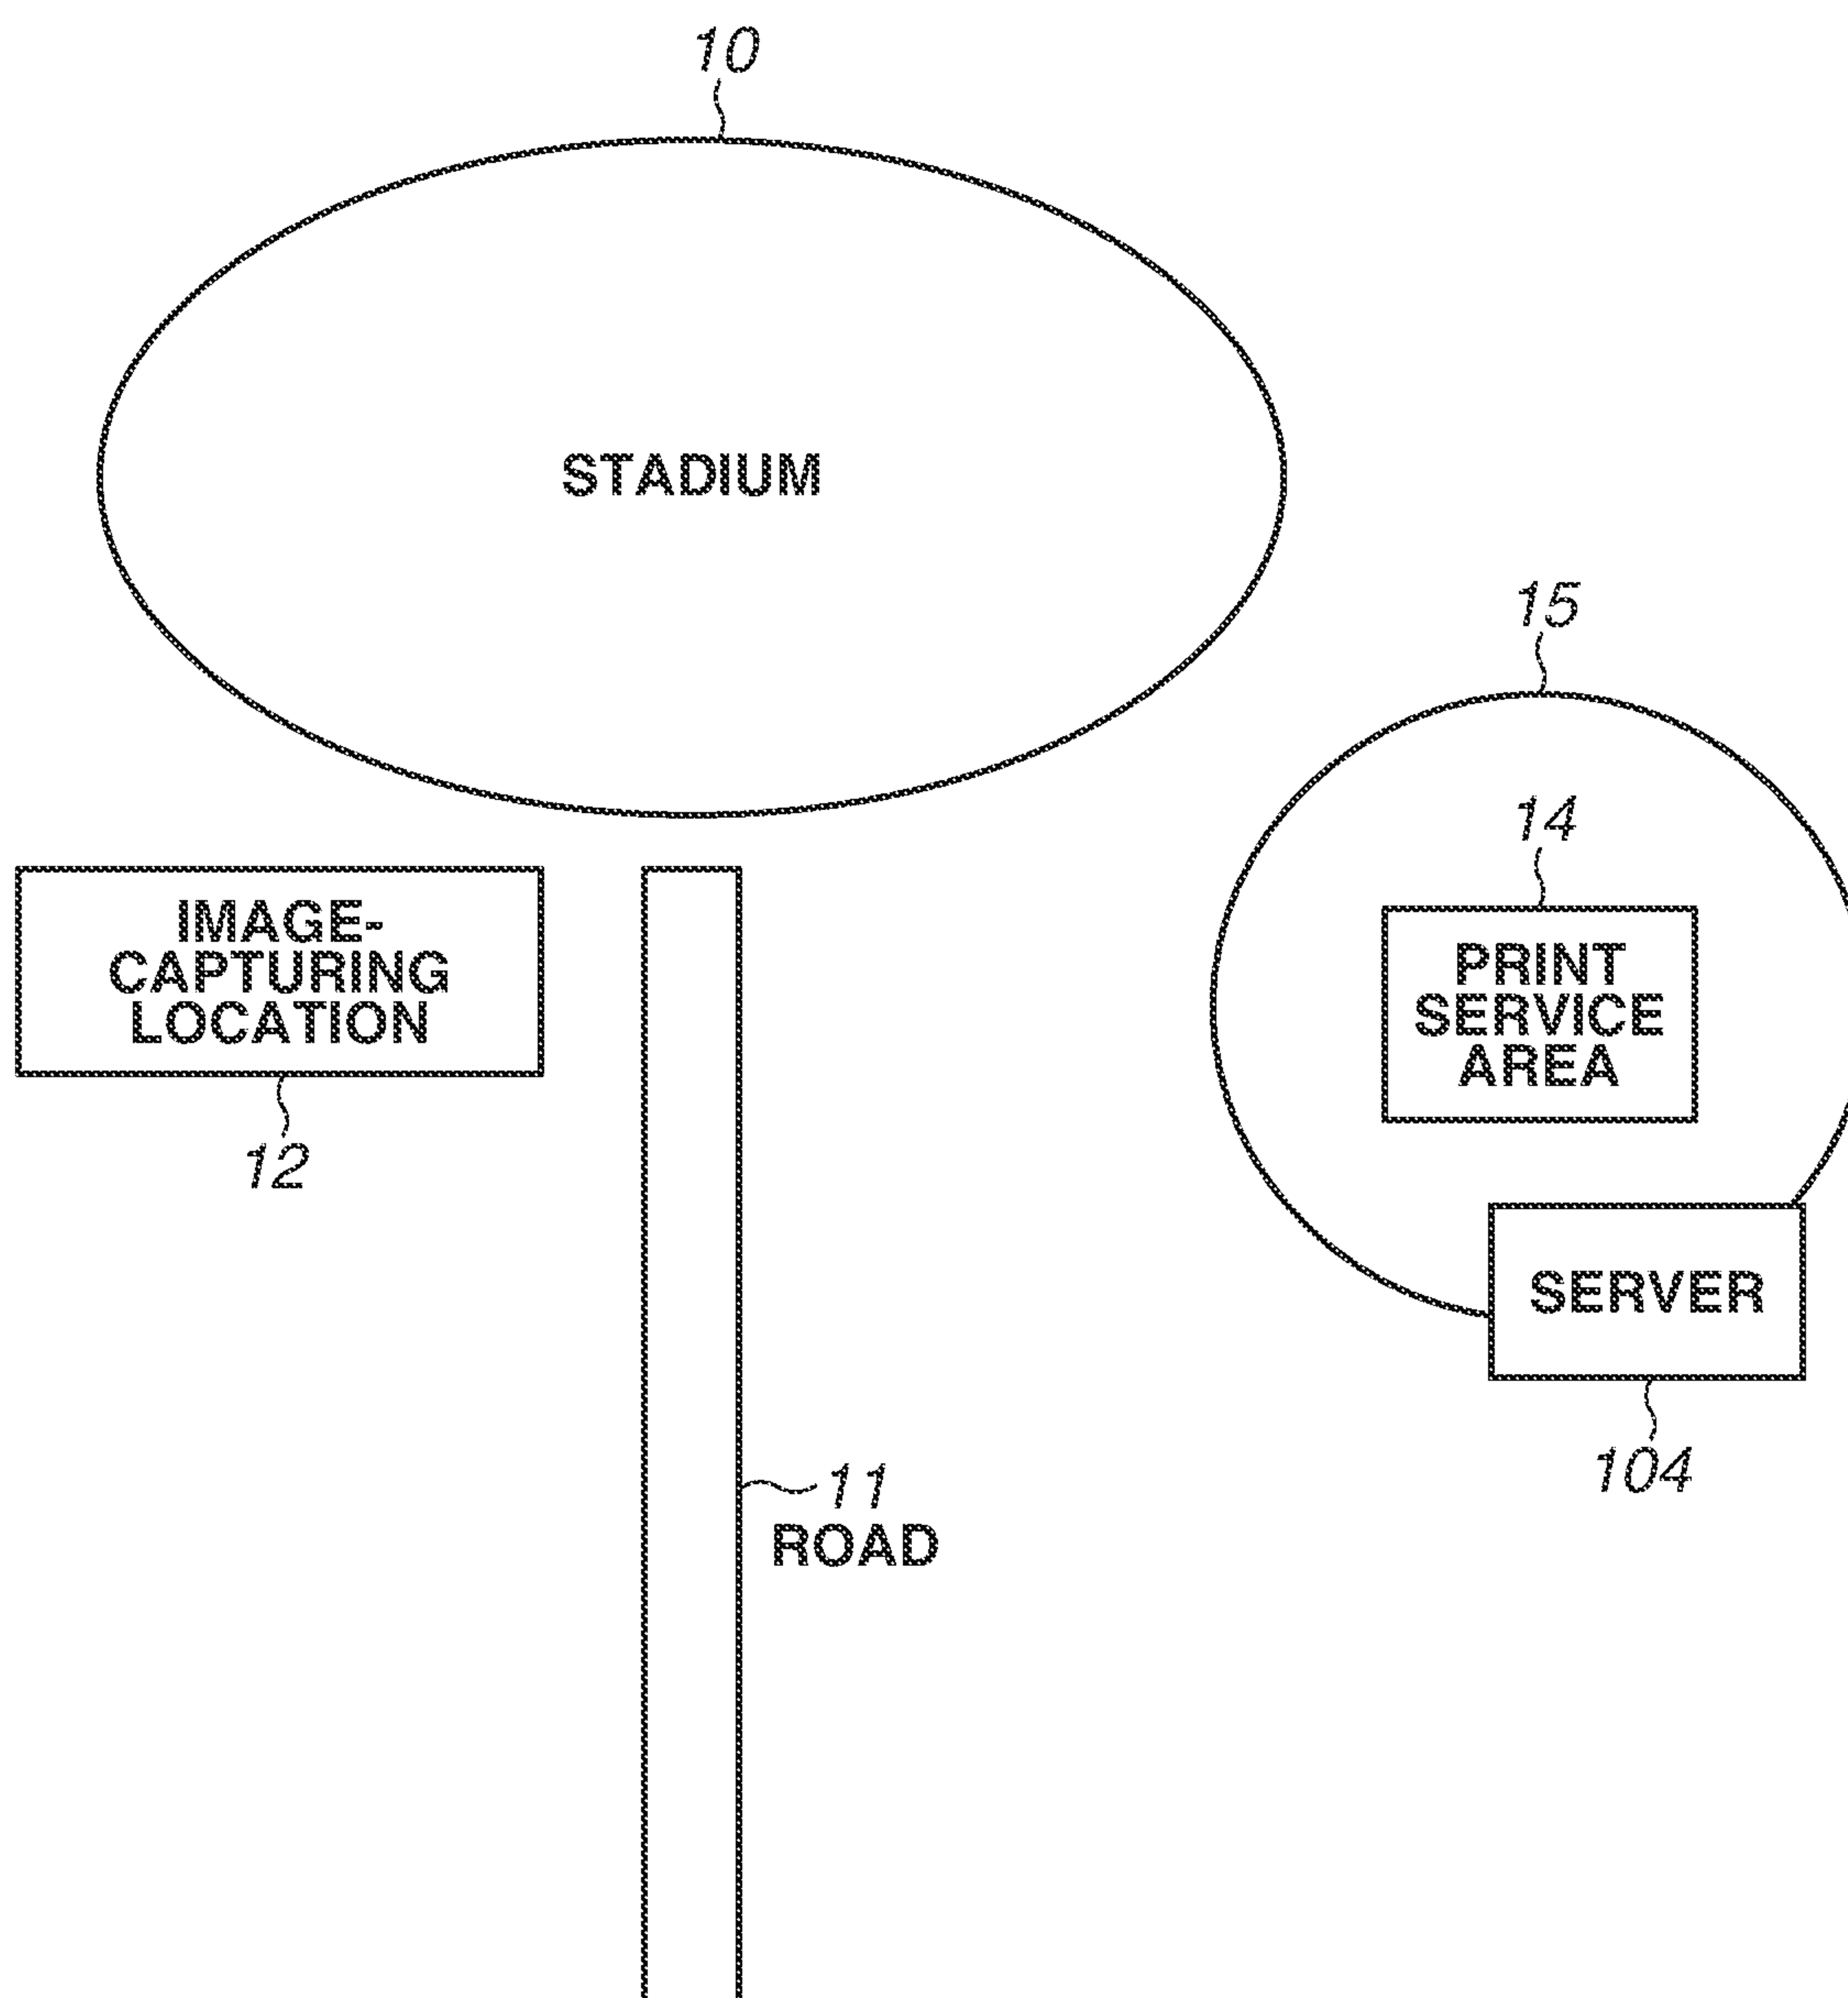 10
STADIUM
15
14
IMAGE-
CAPTURING
LOCATION
12
PRINT
SERVICE
AREA
SERVER
104
11
ROAD